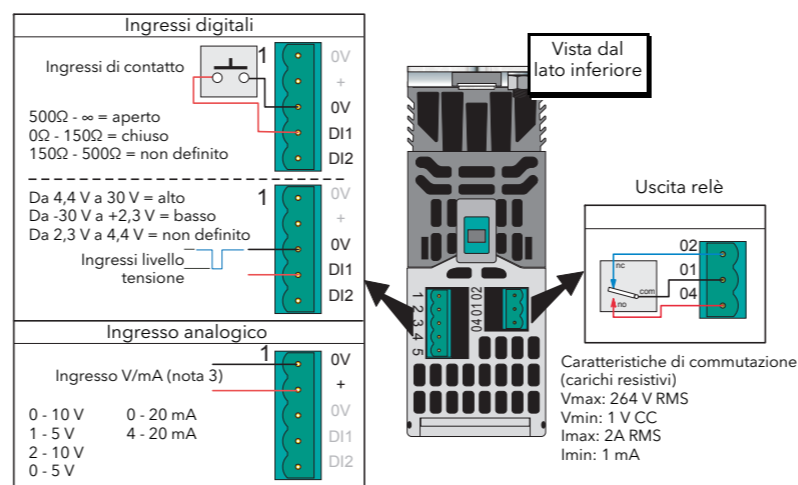 Ingressi digitali
Ingressi di contatto
1
0V
+
0V
DI1
DI2
500Ω - ∞ = aperto
0Ω - 150Ω = chiuso
150Ω - 500Ω = non definito
Da 4,4 V a 30 V = alto
Da -30 V a +2,3 V = basso
Da 2,3 V a 4,4 V = non definito
Ingressi livello
tensione
1
0V
+
0V
DI1
DI2
Ingresso analogico
Ingresso V/mA (nota 3)
1
0V
+
0V
DI1
DI2
0 - 10 V 0 - 20 mA
1 - 5 V 4 - 20 mA
2 - 10 V
0 - 5 V
Vista dal
lato inferiore
1 2 3 4 5
04 01 02
Uscita relè
nc
com
no
02
01
04
Caratteristiche di commutazione
(carichi resistivi)
Vmax: 264 V RMS
Vmin: 1 V CC
Imax: 2A RMS
Imin: 1 mA